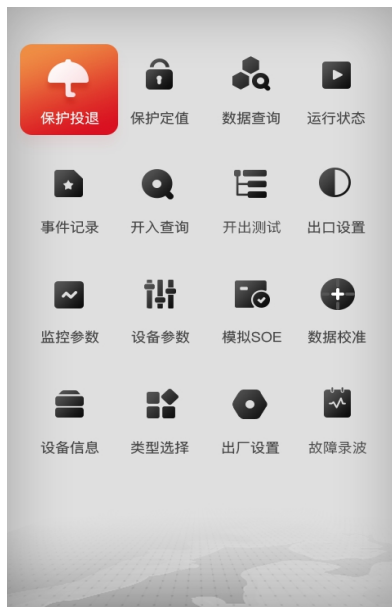 保护投退 保护定值 数据查询 运行状态
事件记录 开入查询 开出测试 出口设置
监控参数 设备参数 模拟SOE 数据校准
设备信息 类型选择 出厂设置 故障录波